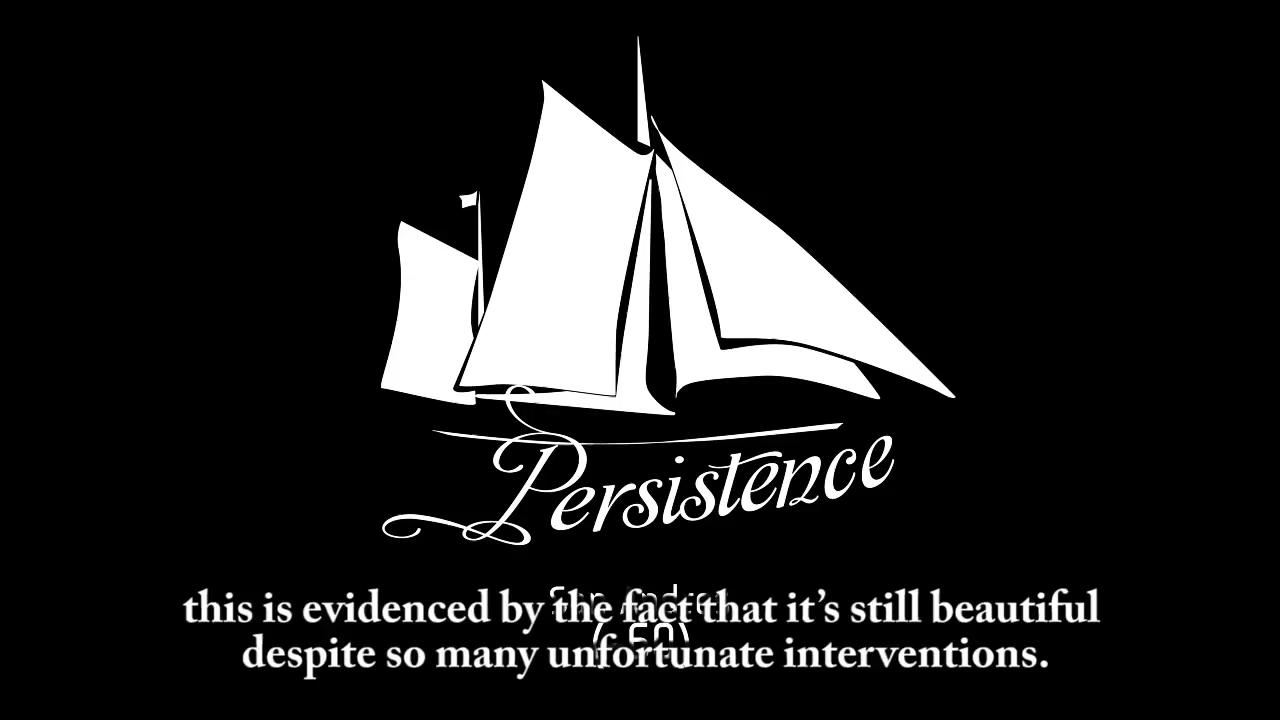 Persistence
this is evidenced by the fact that it’s still beautiful
despite so many unfortunate interventions.